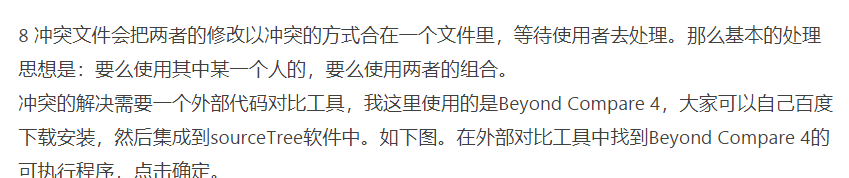 8 冲突文件会把两者的修改以冲突的方式合在一个文件里，等待使用者去处理。那么基本的处理
思想是：要么使用其中某一个人的，要么使用两者的组合。
冲突的解决需要一个外部代码对比工具，我这里使用的是Beyond Compare 4，大家可以自己百度
下载安装，然后集成到sourceTree软件中。如下图。在外部对比工具中找到Beyond Compare 4的
可执行程序，点击确定。